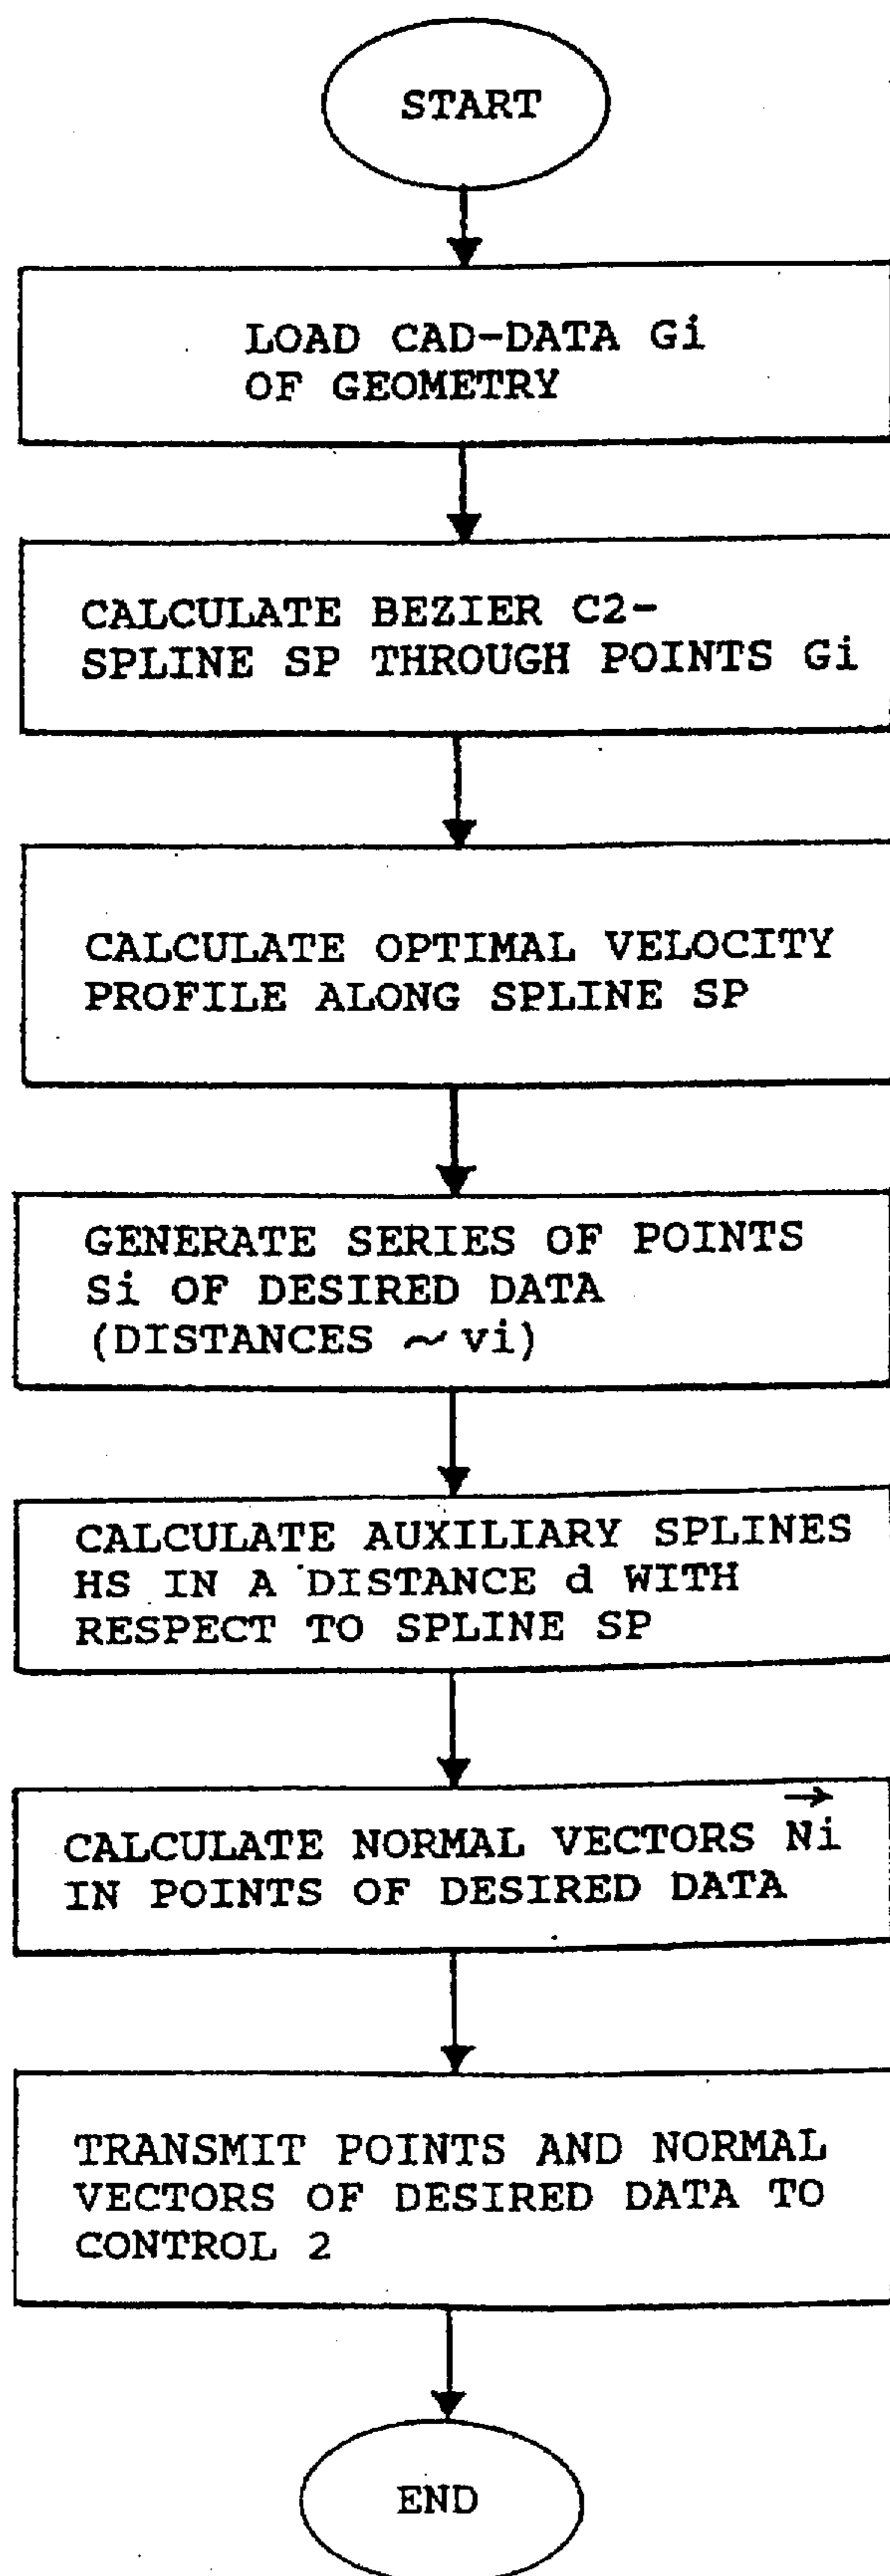 START
LOAD CAD-DATA Gi
OF GEOMETRY
CALCULATE BEZIER C2-
SPLINE SP THROUGH POINTS Gi
CALCULATE OPTIMAL VELOCITY
PROFILE ALONG SPLINE SP
GENERATE SERIES OF POINTS
Si OF DESIRED DATA
(DISTANCES ~ vi)
CALCULATE AUXILIARY SPLINES
HS IN A DISTANCE d WITH
RESPECT TO SPLINE SP
CALCULATE NORMAL VECTORS N⃗i
IN POINTS OF DESIRED DATA
TRANSMIT POINTS AND NORMAL
VECTORS OF DESIRED DATA TO
CONTROL 2
END